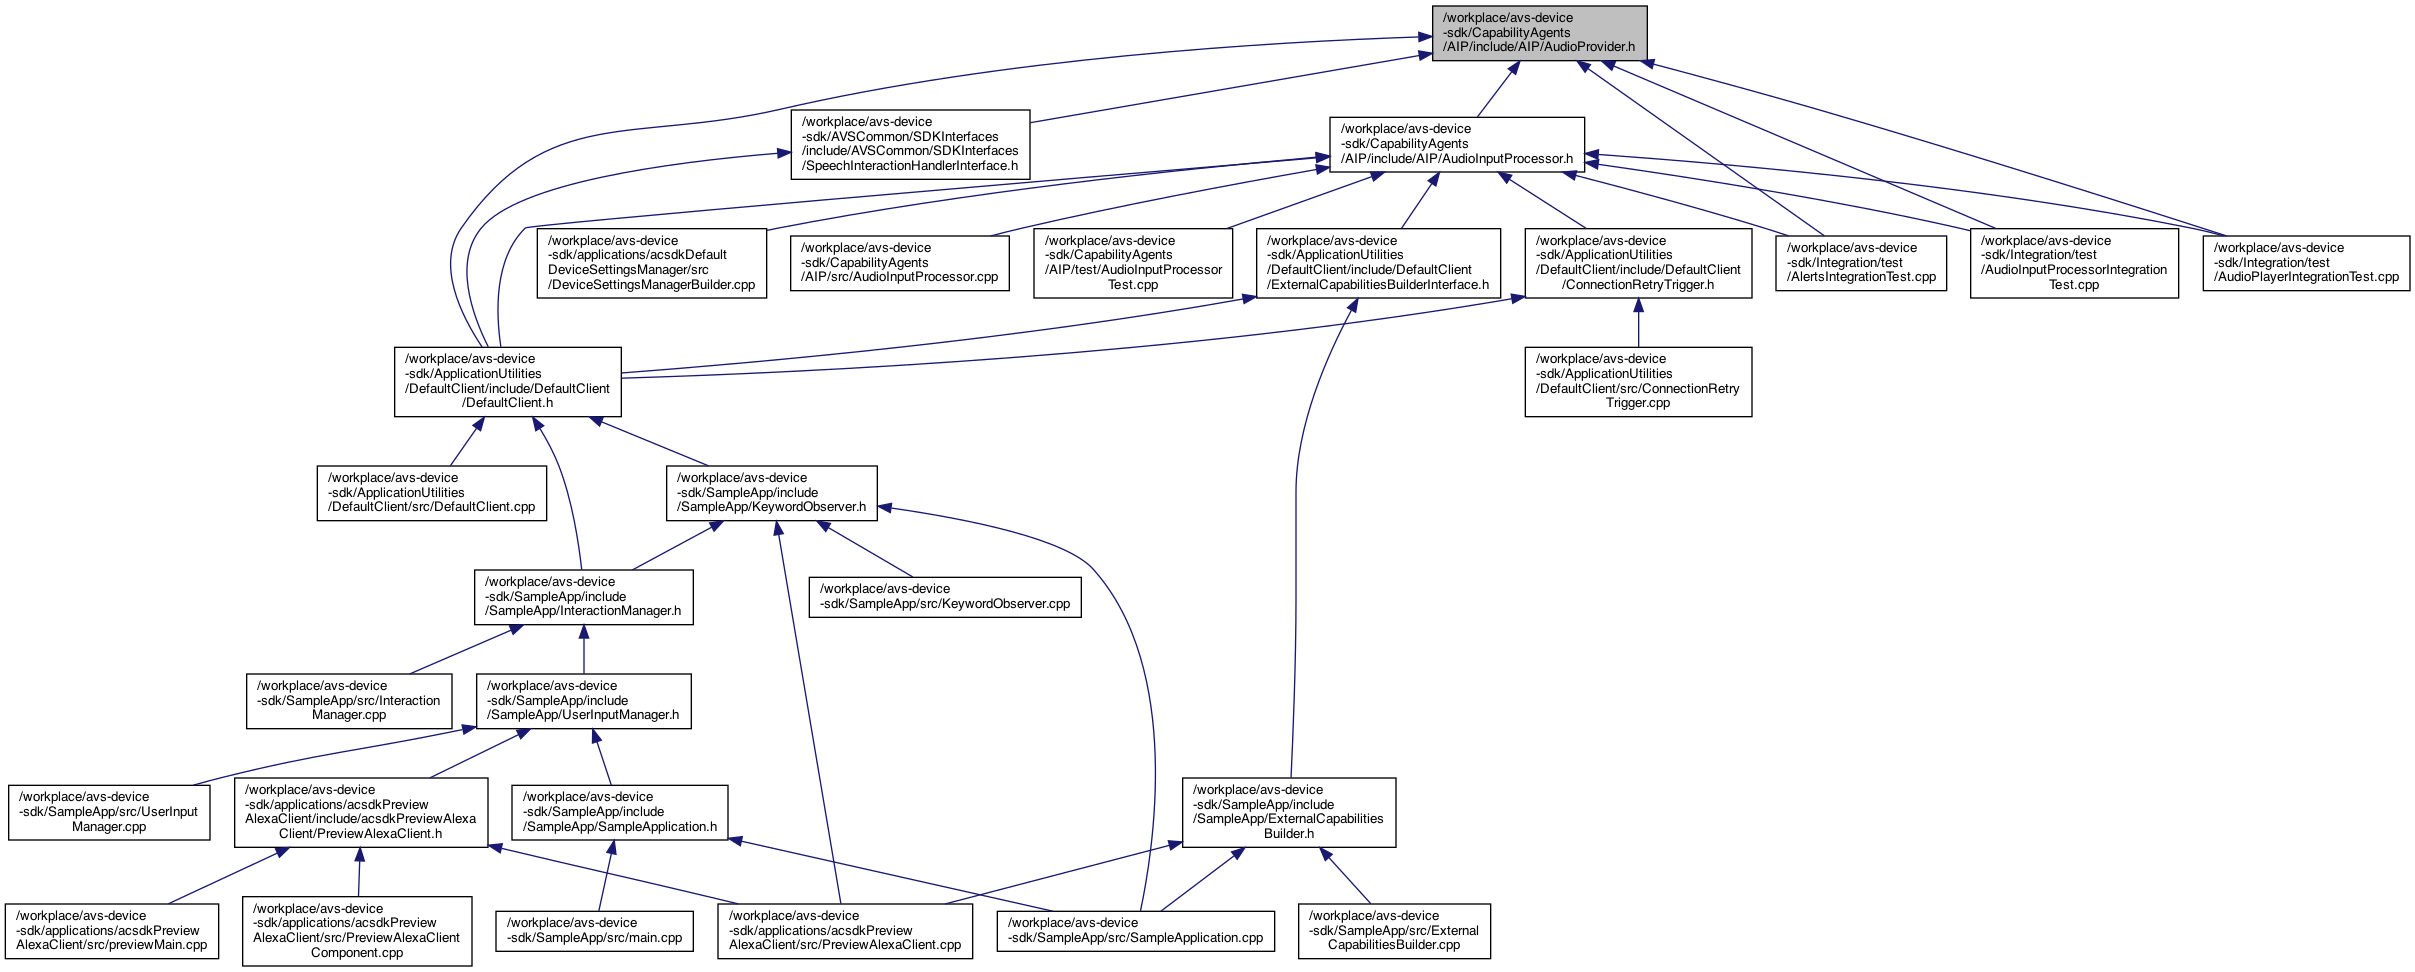 /workplace/avs-device
-sdk/CapabilityAgents
/AIP/include/AIP/AudioProvider.h
/workplace/avs-device
-sdk/AVSCommon/SDKInterfaces
/include/AVSCommon/SDKInterfaces
/SpeechInteractionHandlerInterface.h
/workplace/avs-device
-sdk/CapabilityAgents
/AIP/include/AIP/AudioInputProcessor.h
/workplace/avs-device
-sdk/applications/acsdkDefault
DeviceSettingsManager/src
/DeviceSettingsManagerBuilder.cpp
/workplace/avs-device
-sdk/CapabilityAgents
/AIP/src/AudioInputProcessor.cpp
/workplace/avs-device
-sdk/CapabilityAgents
/AIP/test/AudioInputProcessor
Test.cpp
/workplace/avs-device
-sdk/ApplicationUtilities
/DefaultClient/include/DefaultClient
/ExternalCapabilitiesBuilderInterface.h
/workplace/avs-device
-sdk/ApplicationUtilities
/DefaultClient/include/DefaultClient
/ConnectionRetryTrigger.h
/workplace/avs-device
-sdk/Integration/test
/AlertsIntegrationTest.cpp
/workplace/avs-device
-sdk/Integration/test
/AudioInputProcessorIntegration
Test.cpp
/workplace/avs-device
-sdk/Integration/test
/AudioPlayerIntegrationTest.cpp
/workplace/avs-device
-sdk/ApplicationUtilities
/DefaultClient/include/DefaultClient
/DefaultClient.h
/workplace/avs-device
-sdk/ApplicationUtilities
/DefaultClient/src/ConnectionRetry
Trigger.cpp
/workplace/avs-device
-sdk/ApplicationUtilities
/DefaultClient/src/DefaultClient.cpp
/workplace/avs-device
-sdk/SampleApp/include
/SampleApp/KeywordObserver.h
/workplace/avs-device
-sdk/SampleApp/include
/SampleApp/InteractionManager.h
/workplace/avs-device
-sdk/SampleApp/src/KeywordObserver.cpp
/workplace/avs-device
-sdk/SampleApp/src/Interaction
Manager.cpp
/workplace/avs-device
-sdk/SampleApp/include
/SampleApp/UserInputManager.h
/workplace/avs-device
-sdk/SampleApp/src/UserInput
Manager.cpp
/workplace/avs-device
-sdk/applications/acsdkPreview
AlexaClient/include/acsdkPreviewAlexa
Client/PreviewAlexaClient.h
/workplace/avs-device
-sdk/SampleApp/include
/SampleApp/SampleApplication.h
/workplace/avs-device
-sdk/SampleApp/include
/SampleApp/ExternalCapabilities
Builder.h
/workplace/avs-device
-sdk/applications/acsdkPreview
AlexaClient/src/previewMain.cpp
/workplace/avs-device
-sdk/applications/acsdkPreview
AlexaClient/src/PreviewAlexaClient
Component.cpp
/workplace/avs-device
-sdk/SampleApp/src/main.cpp
/workplace/avs-device
-sdk/applications/acsdkPreview
AlexaClient/src/PreviewAlexaClient.cpp
/workplace/avs-device
-sdk/SampleApp/src/SampleApplication.cpp
/workplace/avs-device
-sdk/SampleApp/src/External
CapabilitiesBuilder.cpp